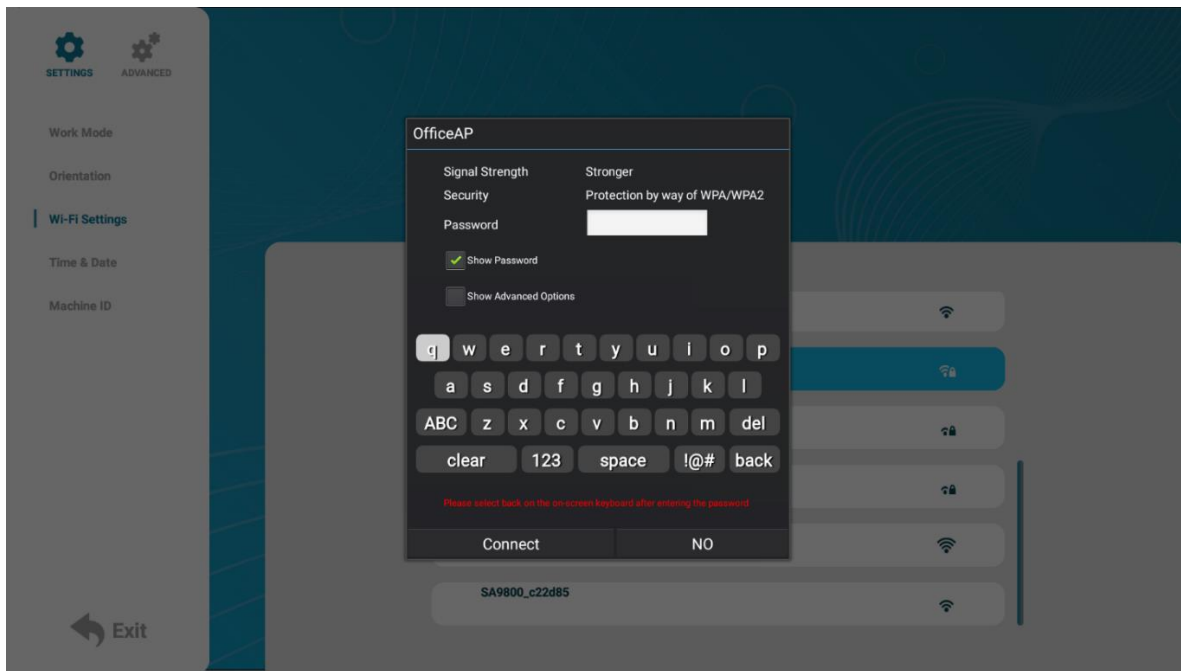 SETTINGS ADVANCED
Work Mode
Orientation
Wi-Fi Settings
Time & Date
Machine ID
Exit
OfficeAP
Signal Strength Stronger
Security Protection by way of WPA/WPA2
Password
Show Password
Show Advanced Options
q w e r t y u i o p
a s d f g h j k l
ABC z x c v b n m del
clear 123 space !@# back
Please select back on the on-screen keyboard after entering the password
Connect NO
SA9800_c22d85